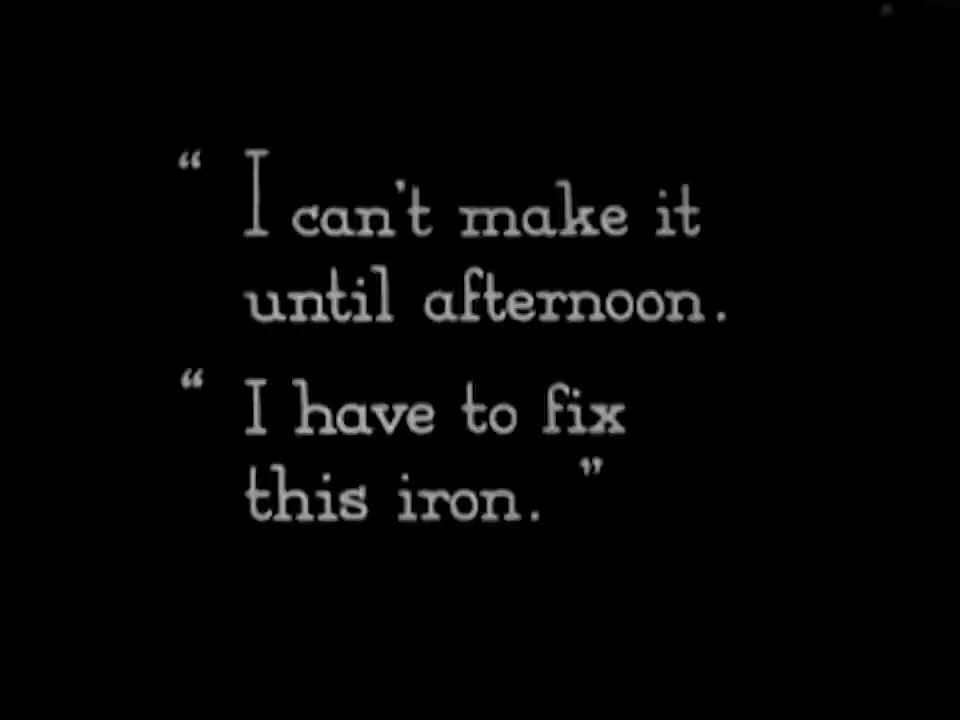 “ I can't make it
until afternoon.
“ I have to fix
this iron. ”